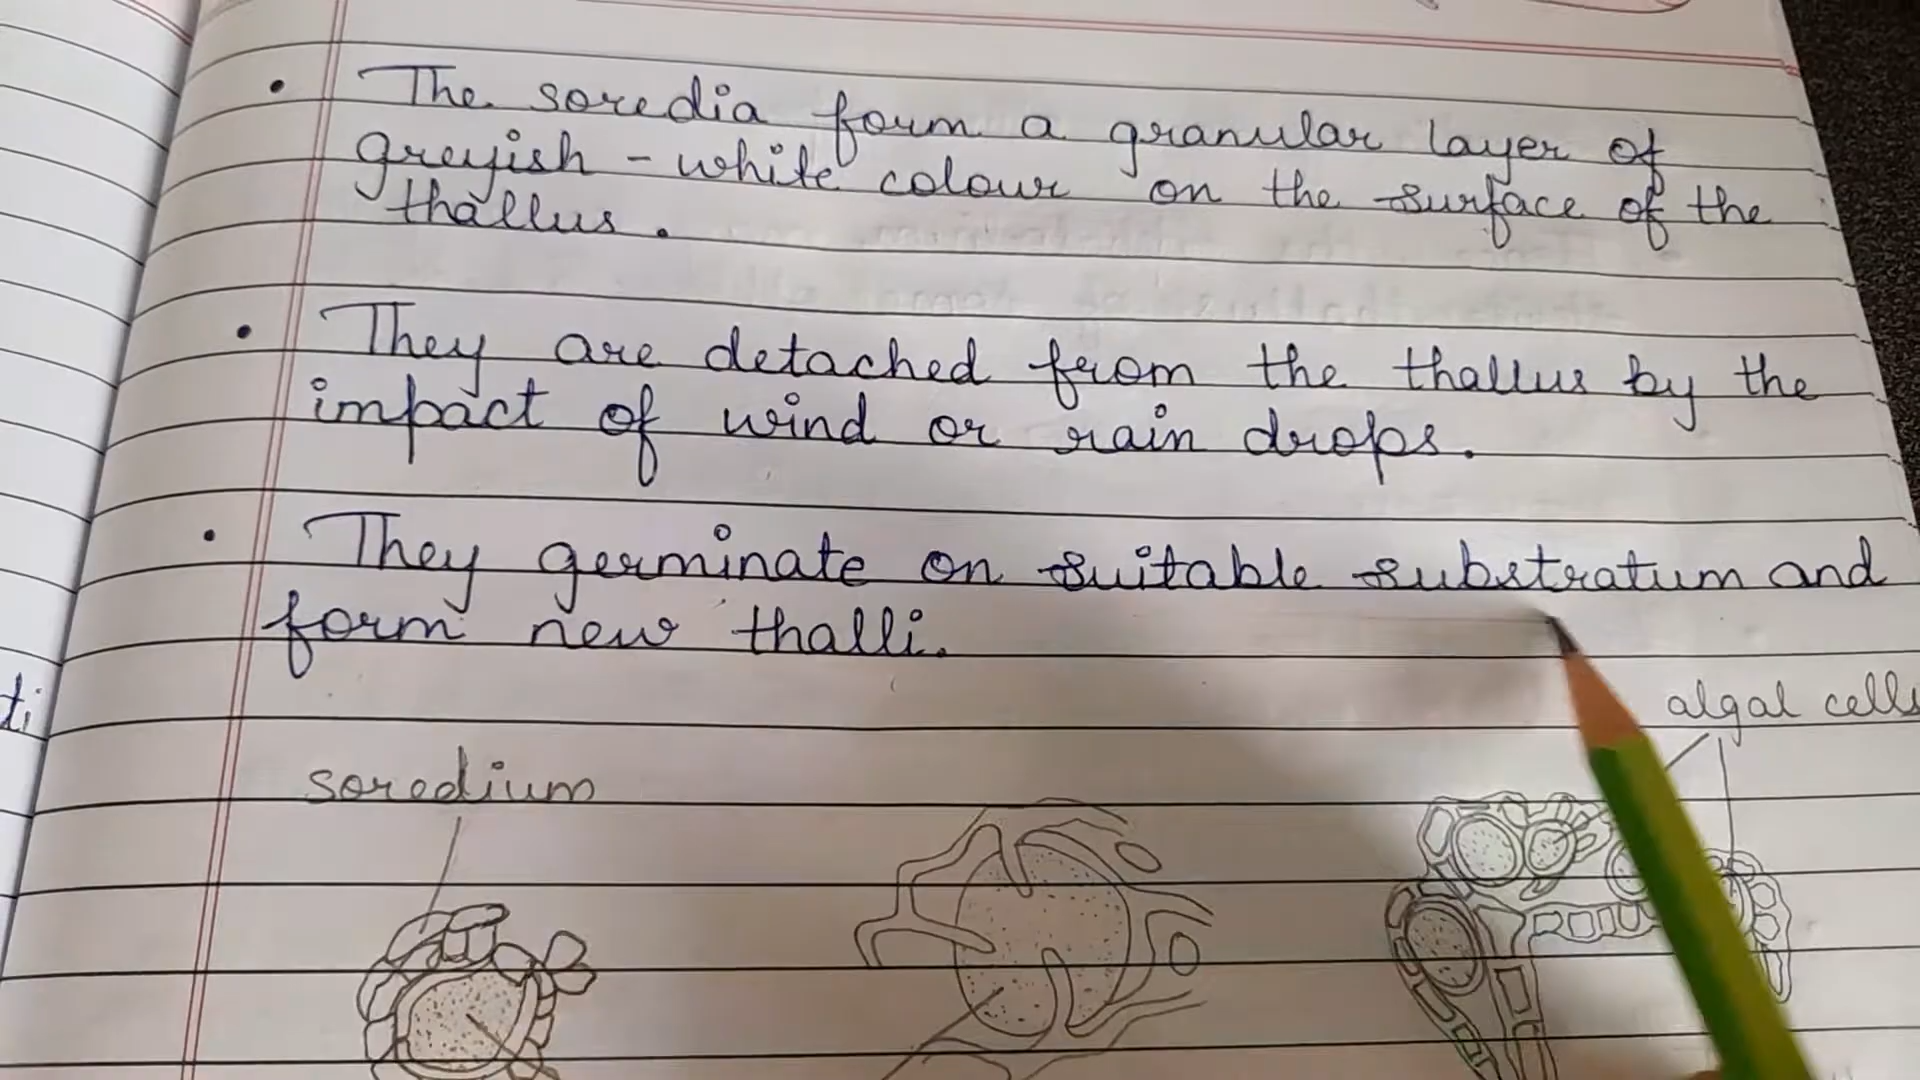 • The soredia form a granular layer of
greyish - white colour on the surface of the
thallus.
• They are detached from the thallus by the
impact of wind or rain drops.
• They germinate on suitable substratum and
form new thalli.
ti
algal cells
soredium